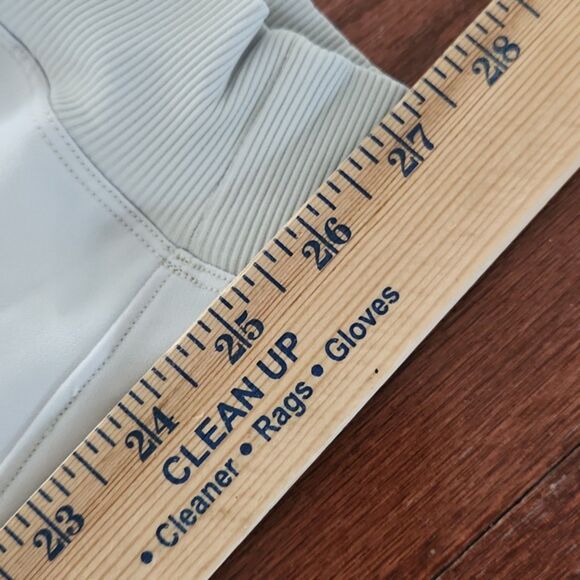 23 24 25 26 27 28
CLEAN UP
• Cleaner • Rags • Gloves